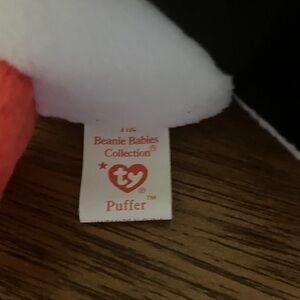 The
Beanie Babies
Collection®
★ ty ®
Puffer™